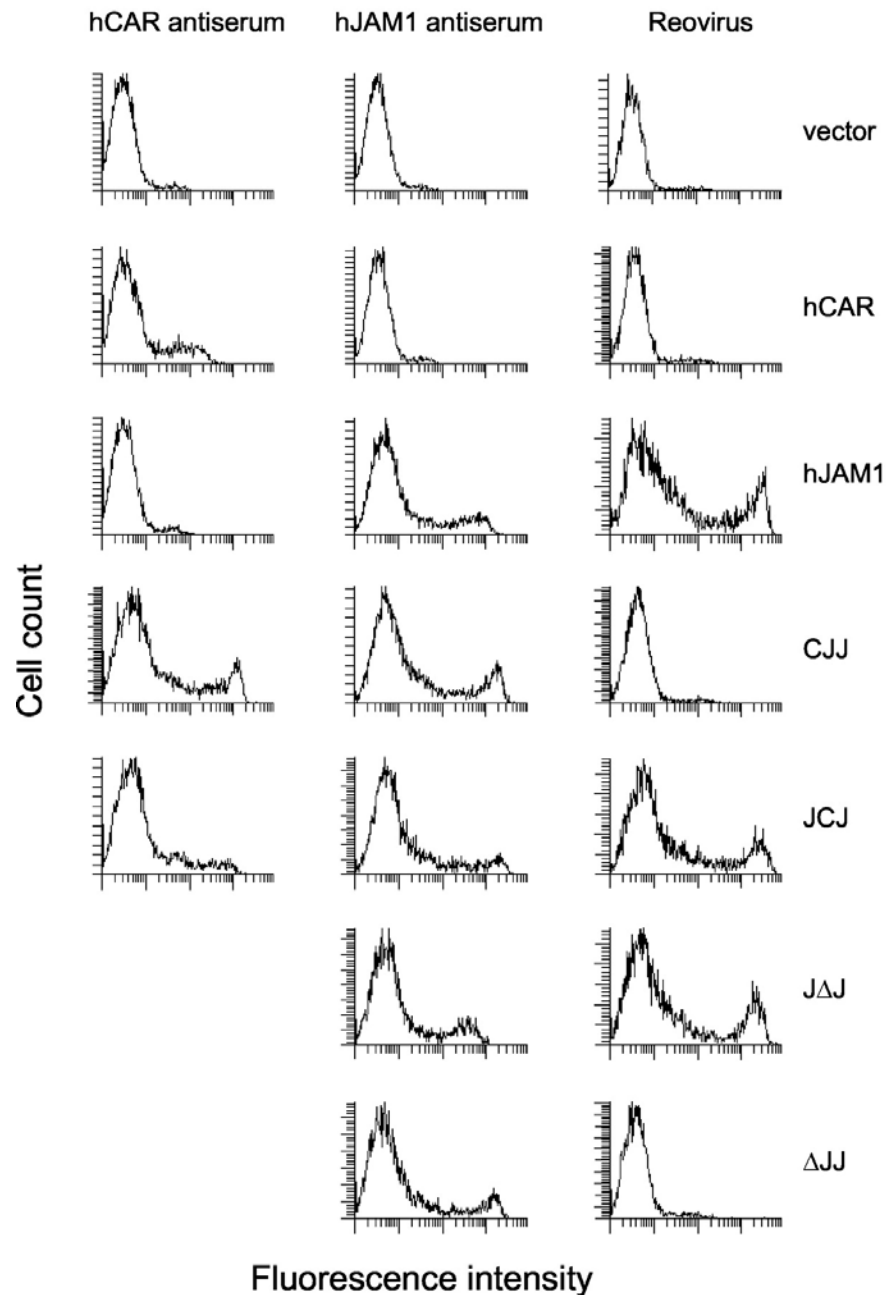 hCAR antiserum hJAM1 antiserum Reovirus
vector
hCAR
hJAM1
CJJ
JCJ
JΔJ
ΔJJ
Cell count
Fluorescence intensity